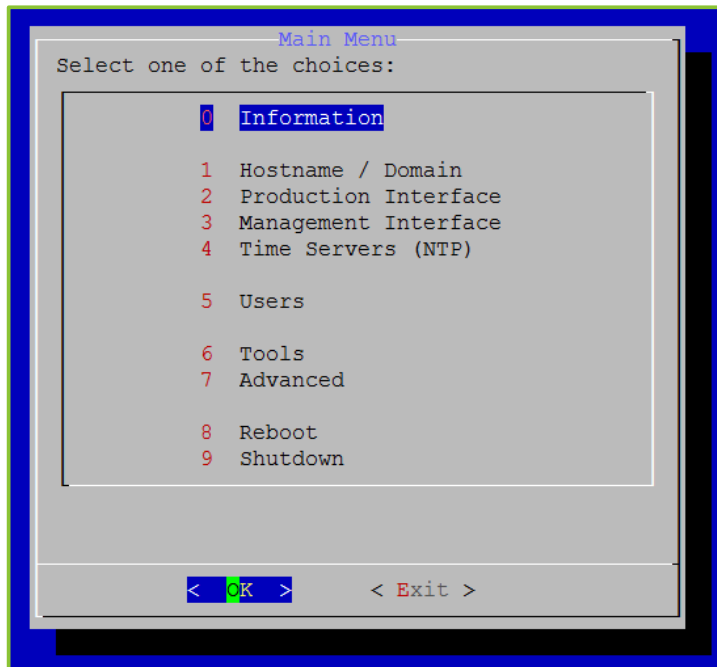 Main Menu
Select one of the choices:
0 Information
1 Hostname / Domain
2 Production Interface
3 Management Interface
4 Time Servers (NTP)
5 Users
6 Tools
7 Advanced
8 Reboot
9 Shutdown
< OK > < Exit >